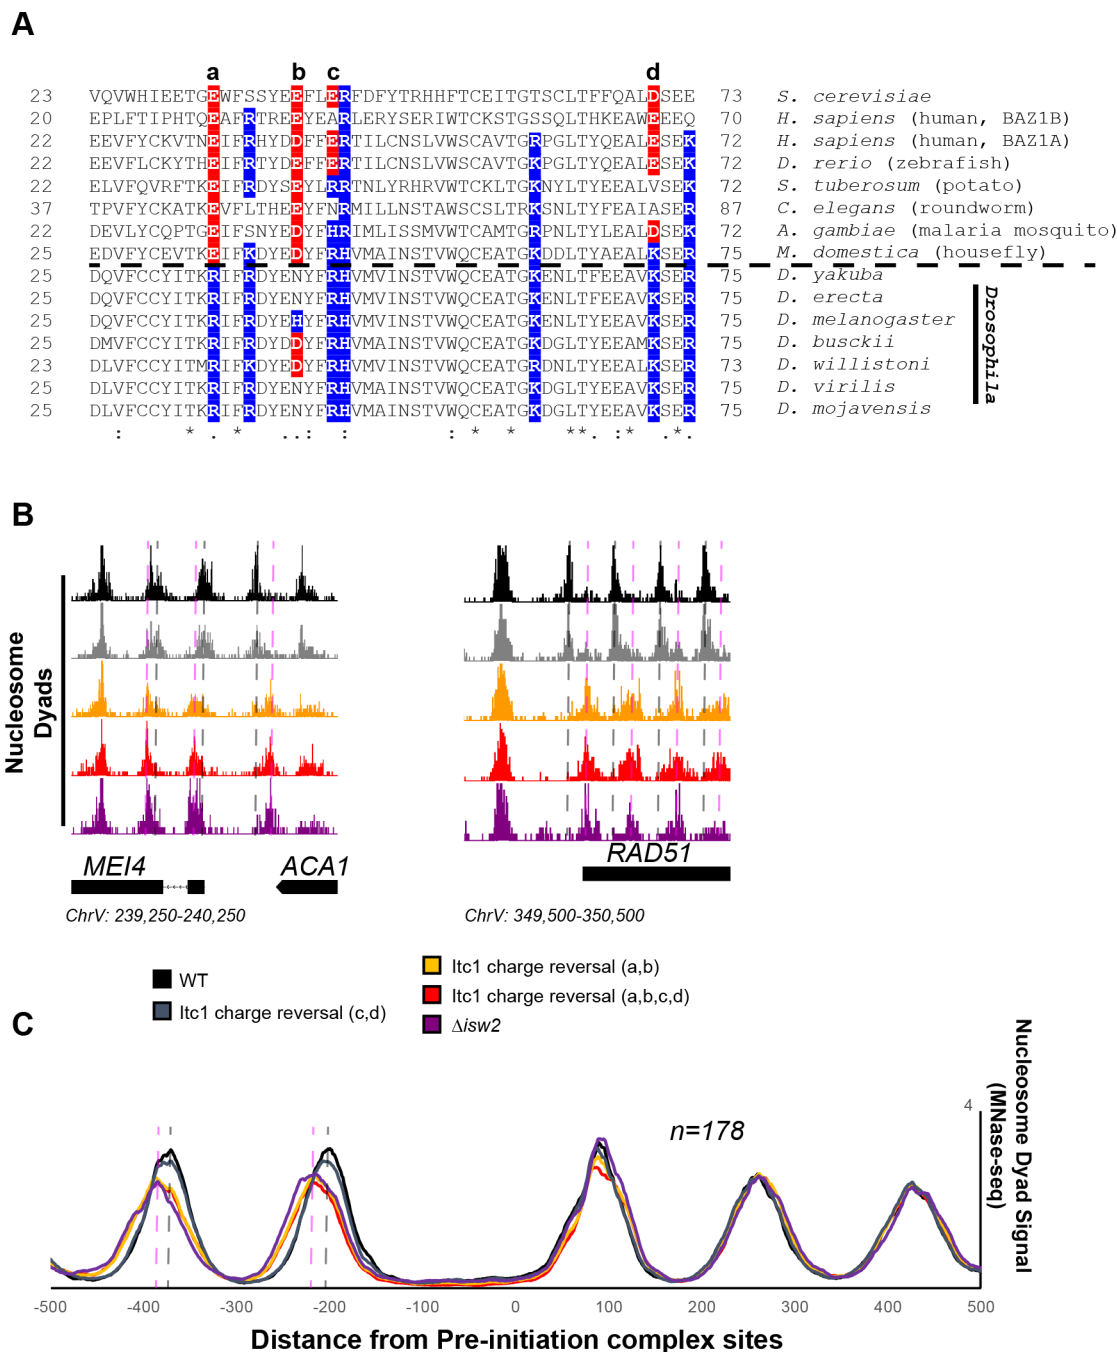 A
a b c d
23 VQVWHIEETGEWFSSYEEFLERFDFYTRHHFTCEITGTSCLTFFQALDSEE 73 S. cerevisiae
20 EPLFTIPHTQEAFRTREEYEARLERYSERIWTCKSTGSSQLTHKEAWEEEQ 70 H. sapiens (human, BAZ1B)
22 EEVFYCKVTNEIFRHYDDFFERTILCNSLVWSCAVTGRPGLTYQEALESEK 72 H. sapiens (human, BAZ1A)
22 EEVFLCKYTHEIFRTYDEFFERTILCNSLVWSCAVTGRPGLTYLEALESEK 72 D. rerio (zebrafish)
22 ELVFQVRFTKEIFRDYSEYLRRTNLYRHRVWTCKLTGKNYLTYEEALVSEK 72 S. tuberosum (potato)
37 TPVFYCKATKEVFLTHEEYFNRMILLNSTAWSCSLTRKSNLTYFEAIASER 87 C. elegans (roundworm)
22 DEVLYCQPTGEIFSNYEDYFHRIMLISSMVWTCAMTGRPNLTYLEALDSER 72 A. gambiae (malaria mosquito)
25 EDVFYCEVTKEIFKDYEDYFRHVMAINSTVWQCEATGKDDLTYAEALKSER 75 M. domestica (housefly)
25 DQVFCCYITKRIFRDYENYFRHVMAINSTVWQCEATGKENLTYEEAVKSER 75 D. yakuba
25 DQVFCCYITKRIFRDYENYFRHVMVINSTVWQCEATGKENLTFEEAVKSER 75 D. erecta
25 DQVFCCYITKRIFRDYEHYFRHVMVINSTVWQCEATGKENLTYEEAVKSER 75 D. melanogaster
25 DMVFCCYITKRIFRDYDDYFRHVMAINSTVWQCEATGKDGLTYEEAMKSER 75 D. busckii
23 DLVFCCYITMRIFKDYEDYFRHVMAINSTVWQCEATGRDNLTYEEALKSER 73 D. willistoni
25 DLVFCCYITKRIFRDYENYFRHVMAINSTVWQCEATGKDGLTYEEAVKSER 75 D. virilis
25 DLVFCCYITKRIFRDYENYFRHVMAINSTVWQCEATGKDGLTYEEAVKSER 75 D. mojavensis
: * . * ..: : : * * **. :* .*.
Drosophila
B
Nucleosome
Dyads
MEI4 ACA1
ChrV: 239,250-240,250
RAD51
ChrV: 349,500-350,500
WT
Itc1 charge reversal (c,d)
Itc1 charge reversal (a,b)
Itc1 charge reversal (a,b,c,d)
Δisw2
C
n=178
4
Nucleosome Dyad Signal
(MNase-seq)
-500 -400 -300 -200 -100 0 100 200 300 400 500
Distance from Pre-initiation complex sites